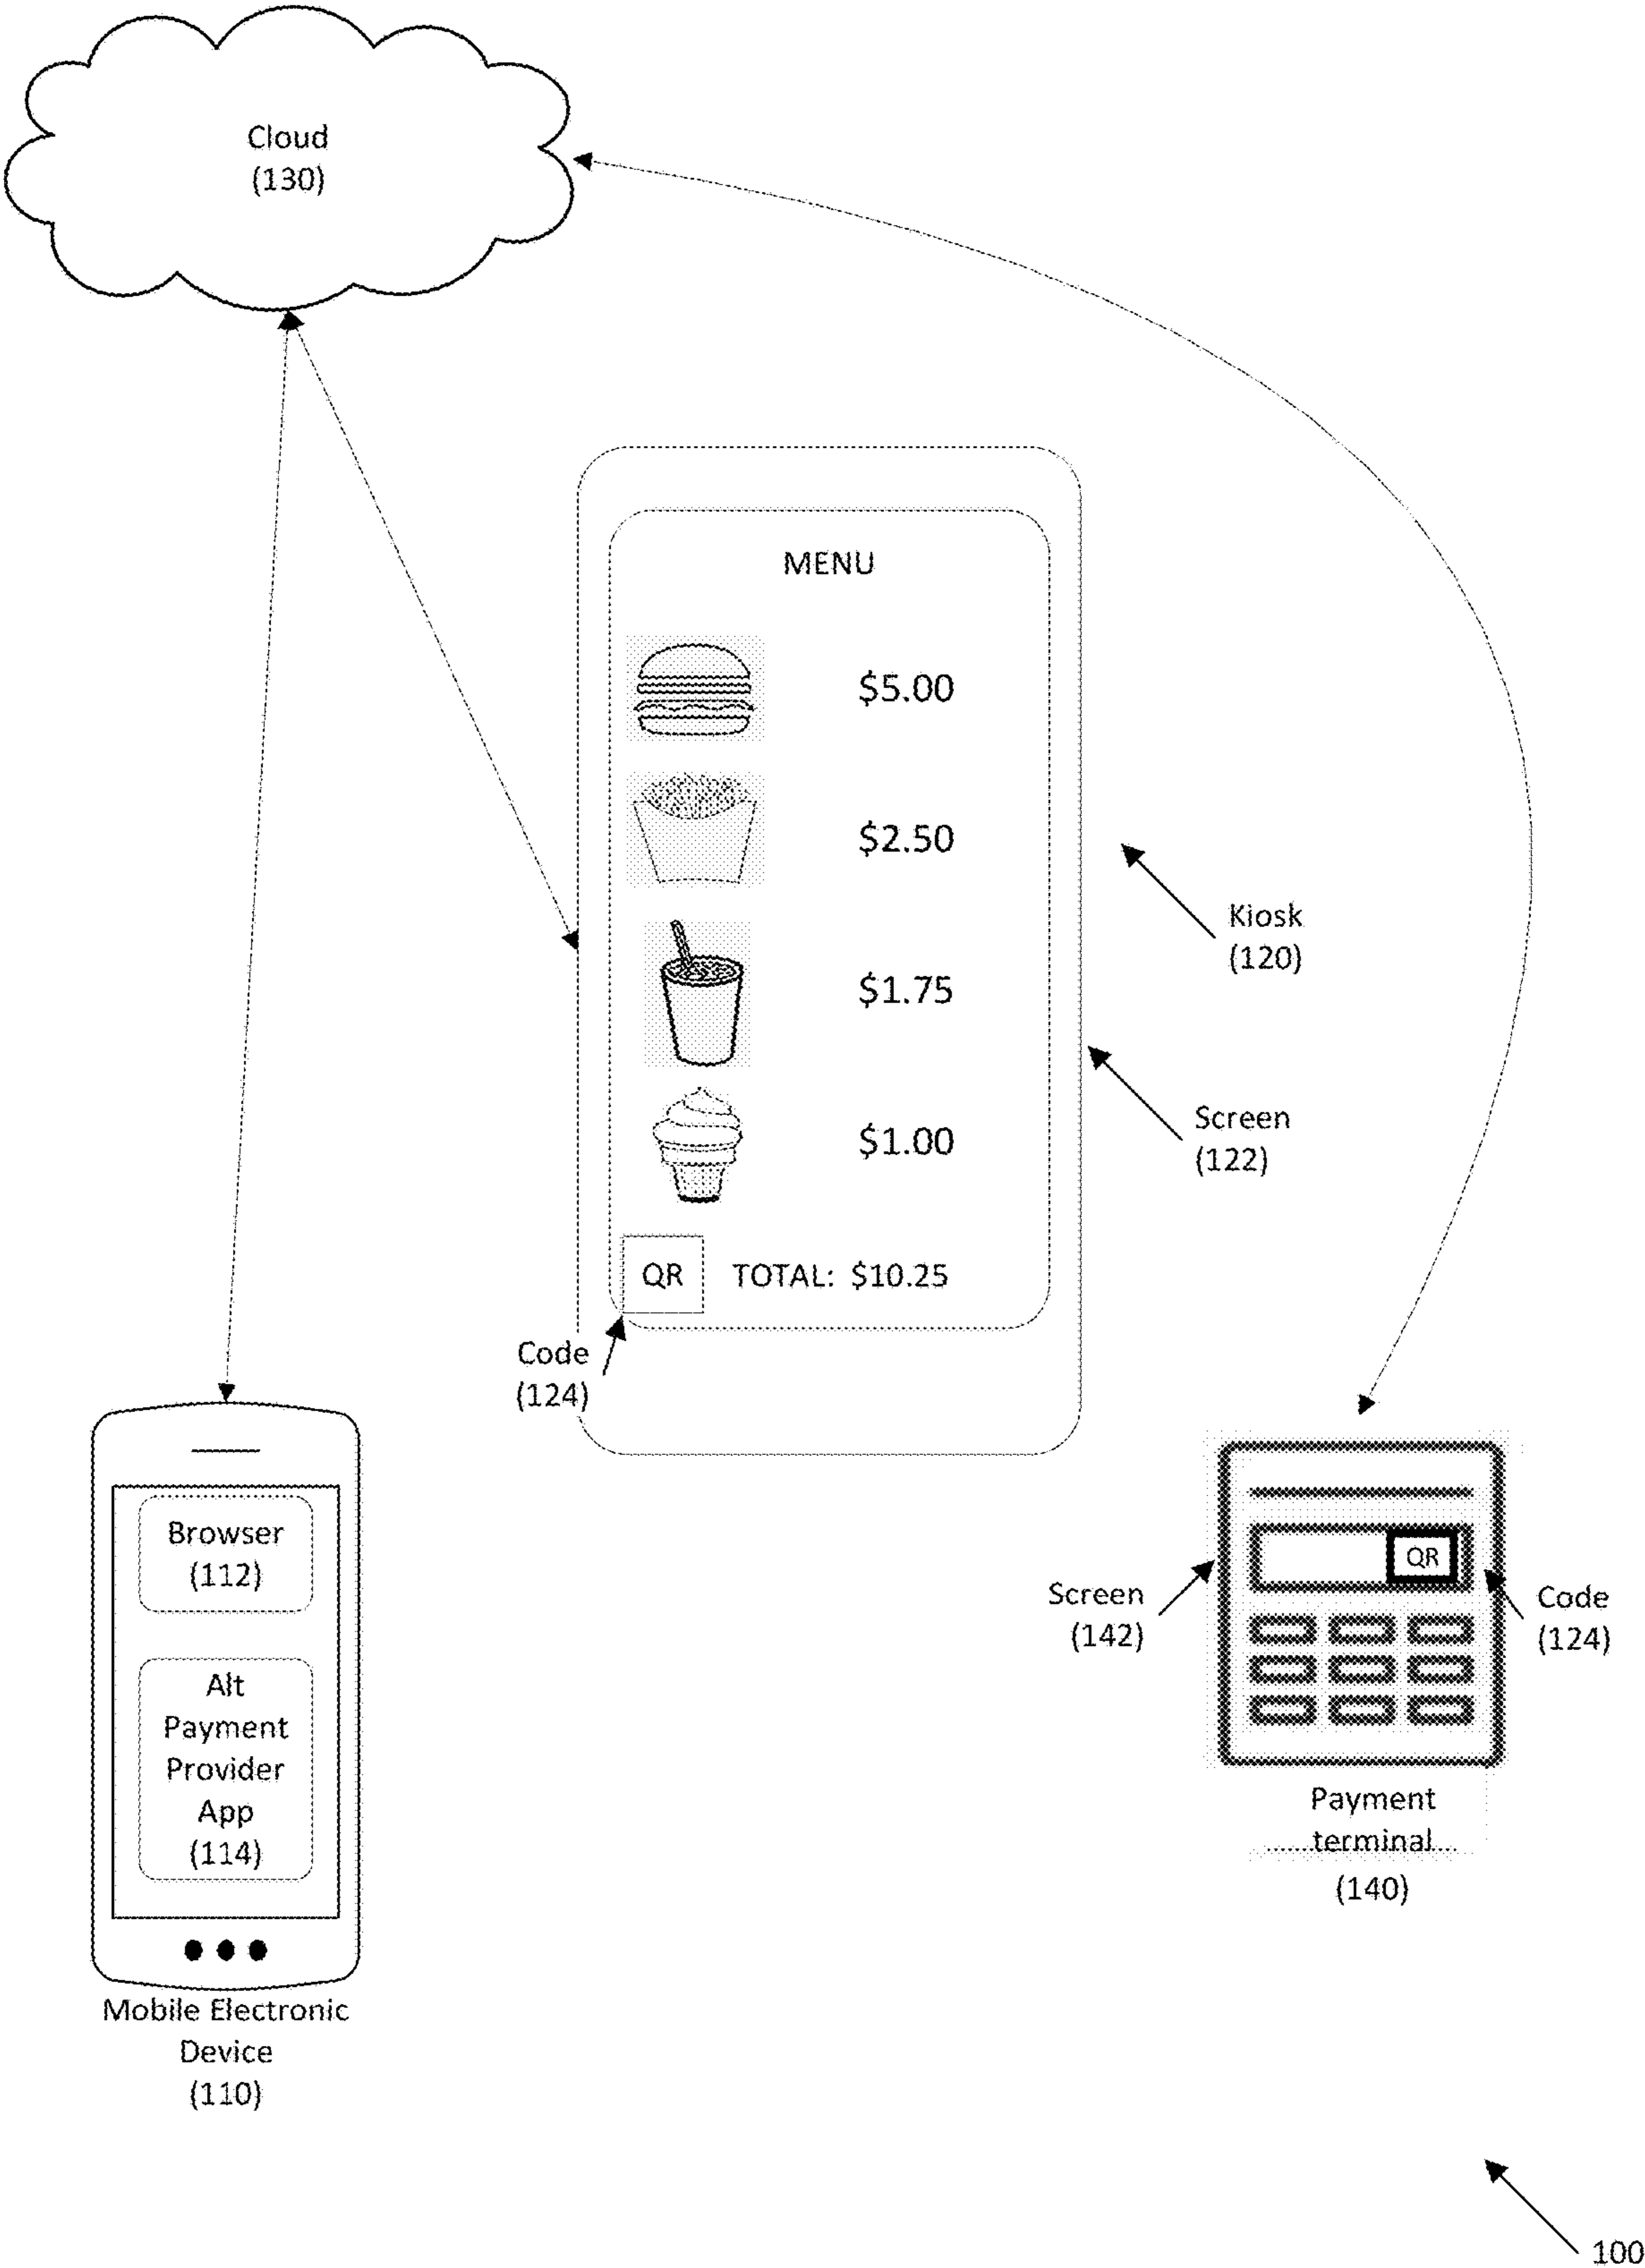 Cloud
(130)
MENU
$5.00
$2.50
Kiosk
(120)
$1.75
Screen
(122)
$1.00
QR TOTAL: $10.25
Code
(124)
Browser
(112)
Alt
Payment
Provider
App
(114)
QR
Screen
(142)
Code
(124)
Payment
terminal
(140)
Mobile Electronic
Device
(110)
100